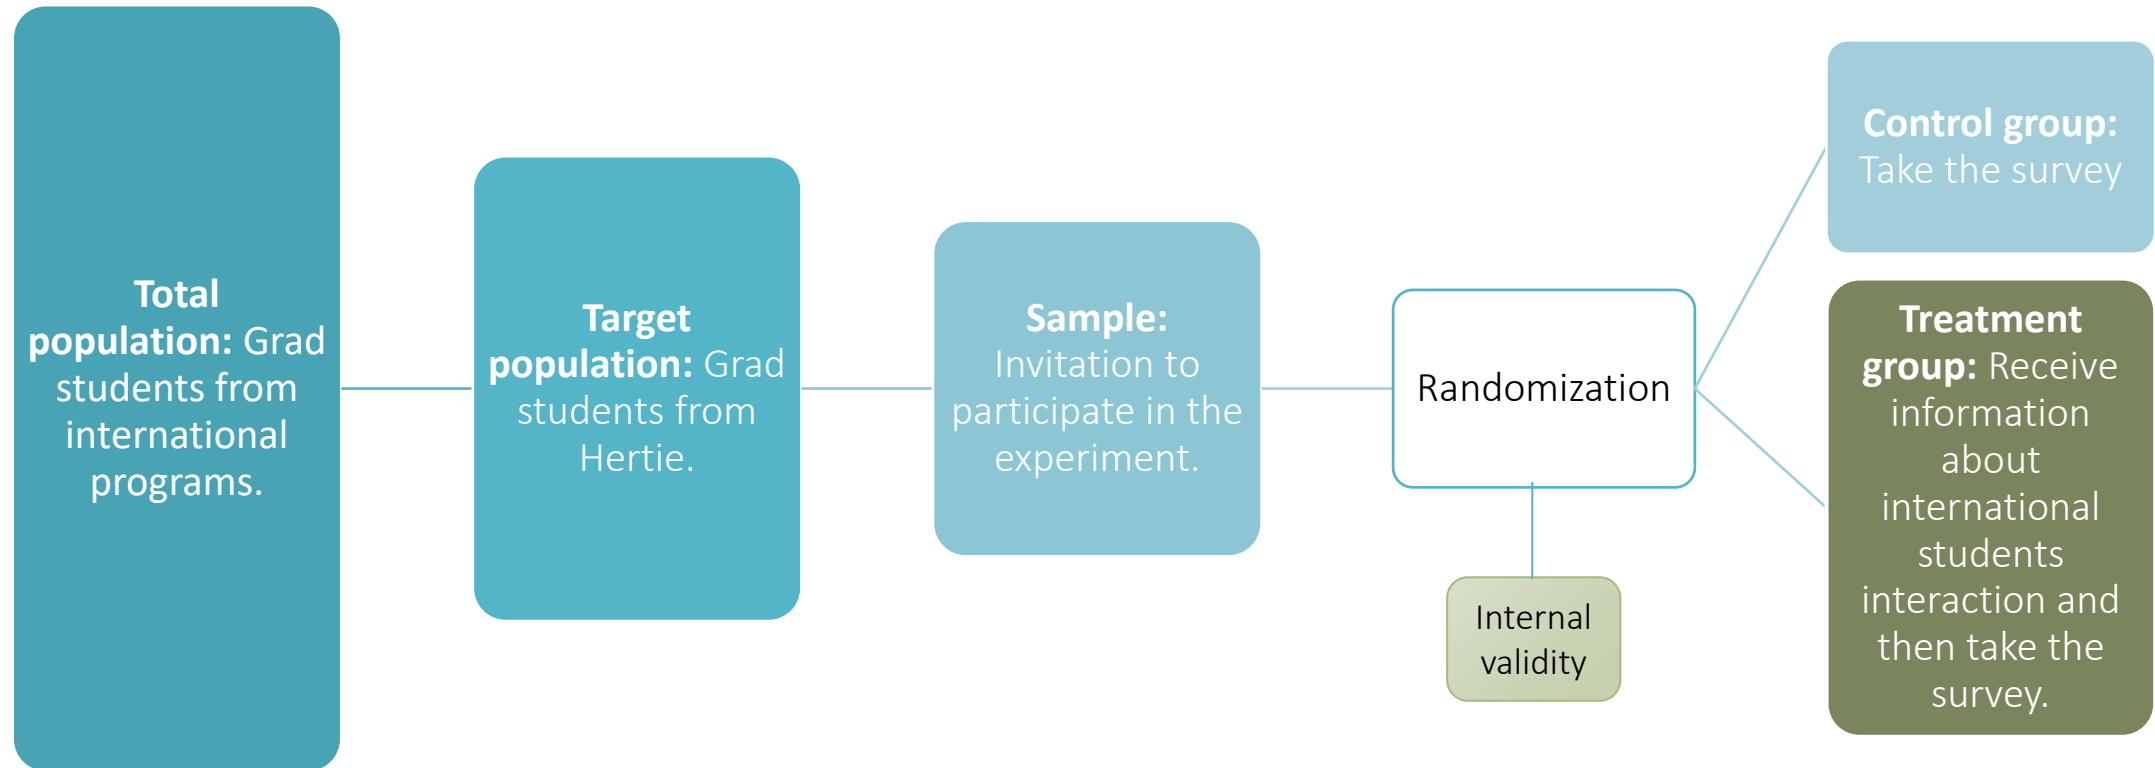 Total
population: Grad
students from
international
programs.
Target
population: Grad
students from
Hertie.
Sample:
Invitation to
participate in the
experiment.
Randomization
Internal
validity
Control group:
Take the survey
Treatment
group: Receive
information
about
international
students
interaction and
then take the
survey.